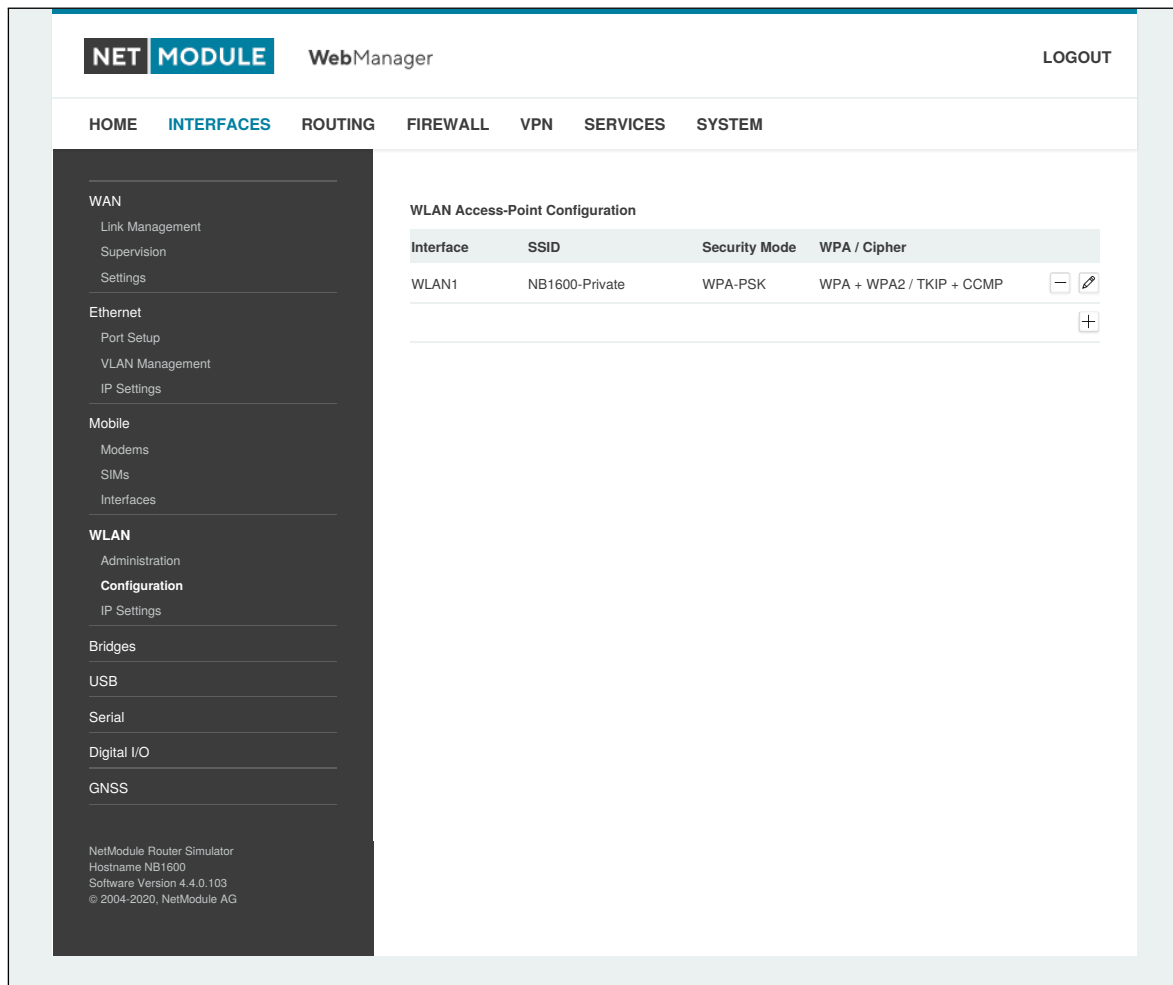 NET MODULE WebManager LOGOUT
HOME INTERFACES ROUTING FIREWALL VPN SERVICES SYSTEM
WAN
Link Management
Supervision
Settings
Ethernet
Port Setup
VLAN Management
IP Settings
Mobile
Modems
SIMs
Interfaces
WLAN
Administration
Configuration
IP Settings
Bridges
USB
Serial
Digital I/O
GNSS
NetModule Router Simulator
Hostname NB1600
Software Version 4.4.0.103
© 2004-2020, NetModule AG
WLAN Access-Point Configuration
Interface SSID Security Mode WPA / Cipher
WLAN1 NB1600-Private WPA-PSK WPA + WPA2 / TKIP + CCMP